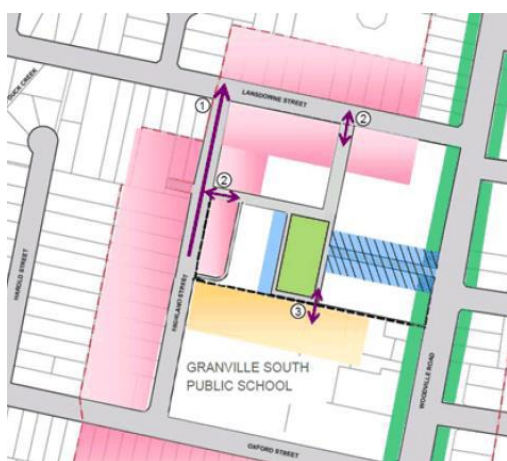 DUCK CREEK
LANSDOWNE STREET
1
2
2
HAROLD STREET
HIGHLAND STREET
3
WOODVILLE ROAD
GRANVILLE SOUTH
PUBLIC SCHOOL
OXFORD STREET